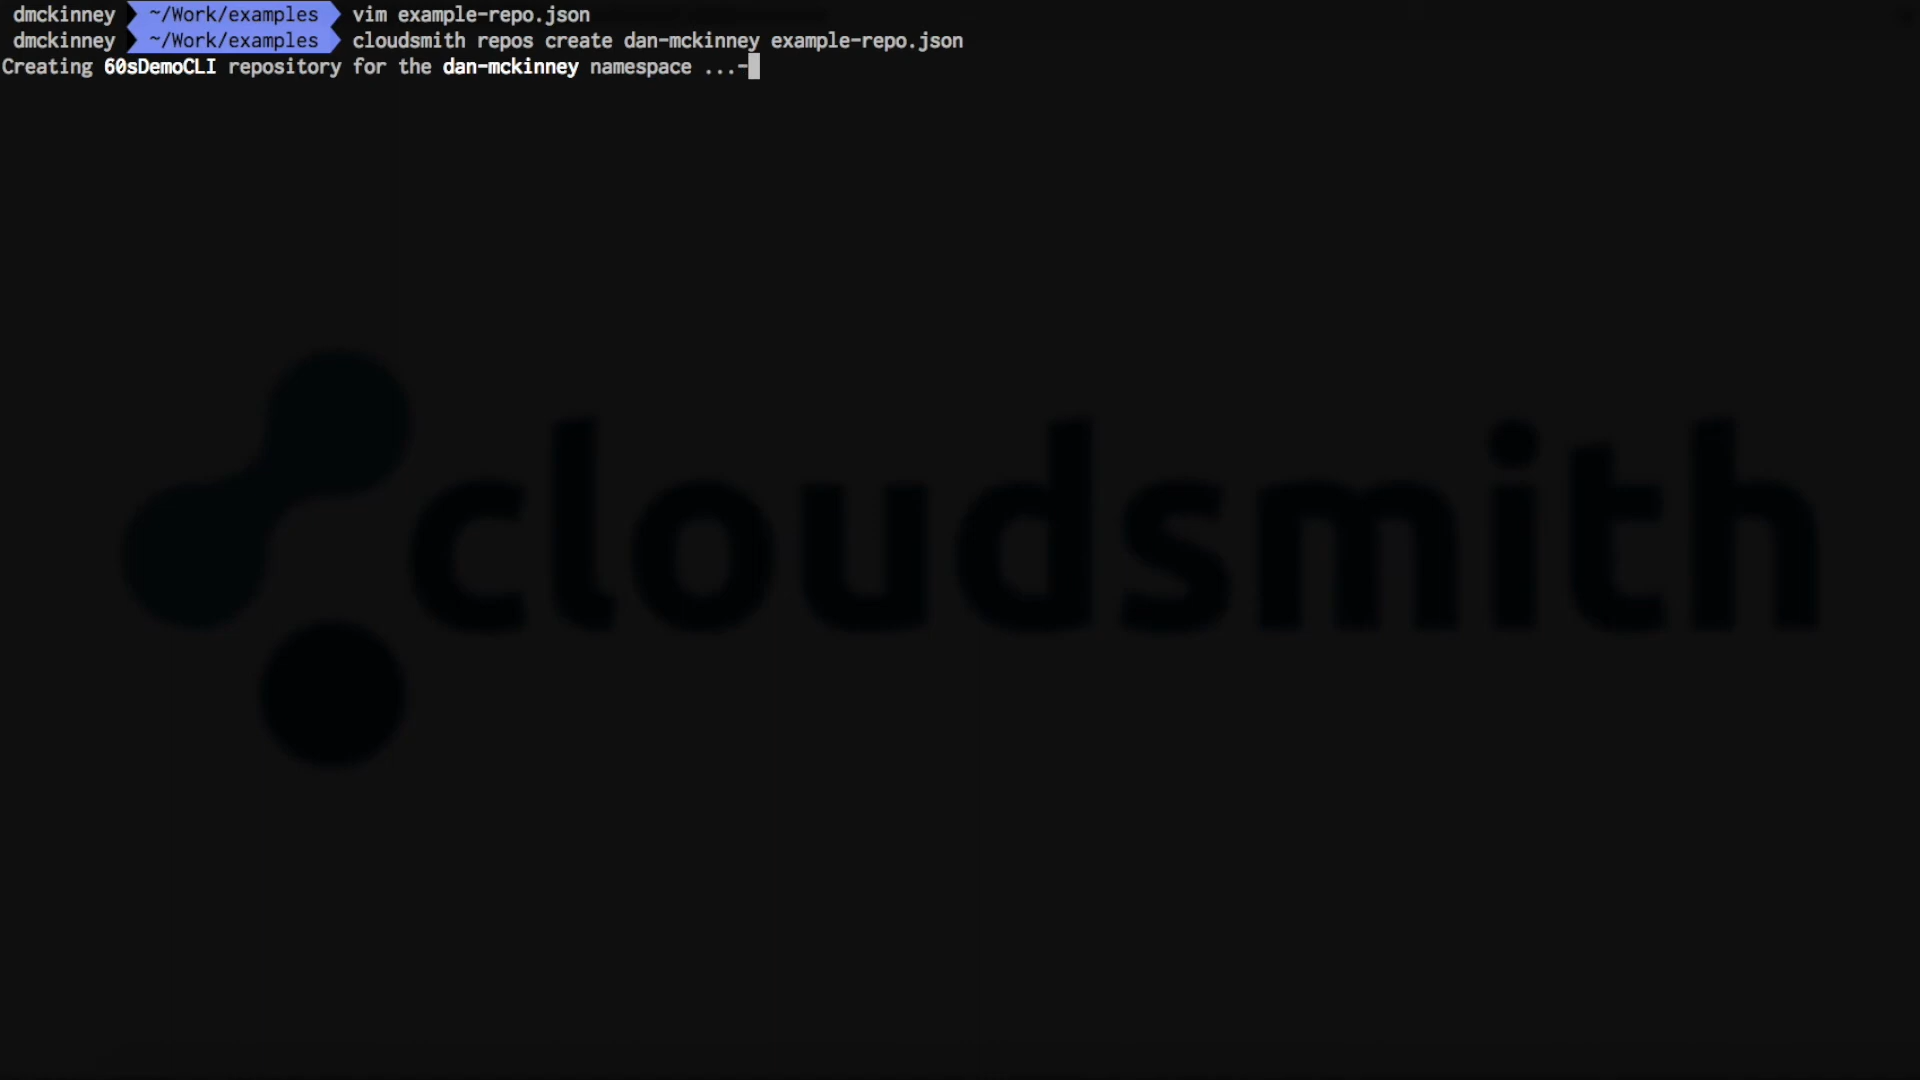 dmckinney ~/Work/examples vim example-repo.json
dmckinney ~/Work/examples cloudsmith repos create dan-mckinney example-repo.json
Creating 60sDemoCLI repository for the dan-mckinney namespace ...-
cloudsmith